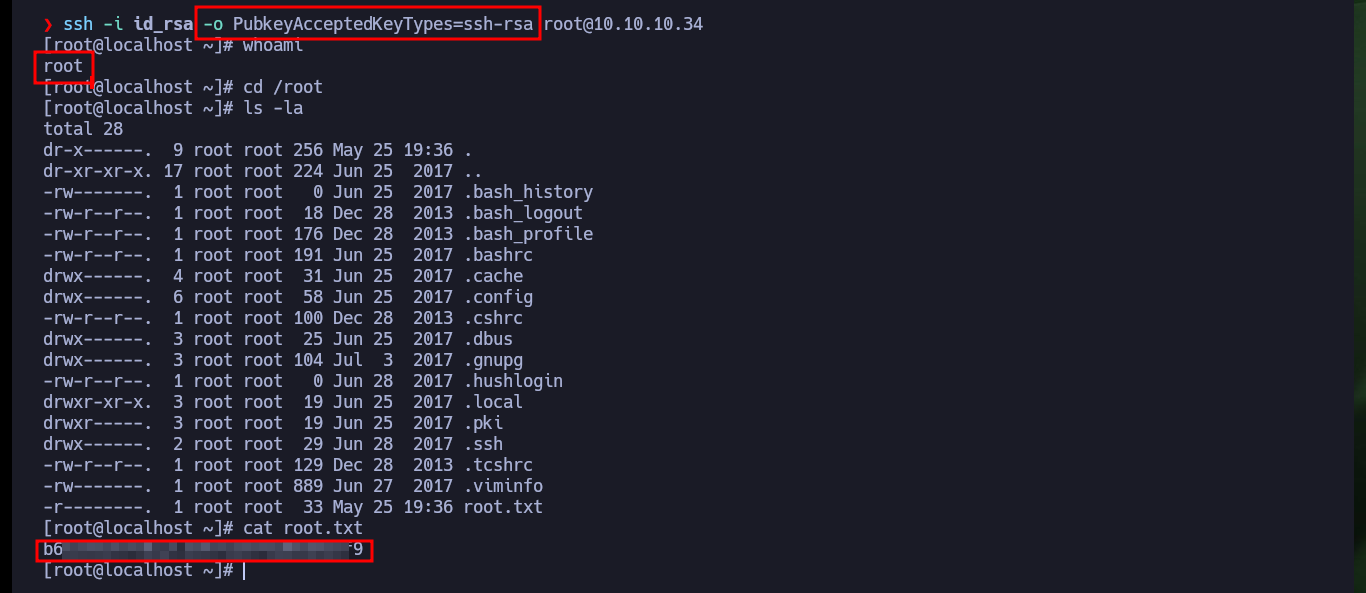 ❯ ssh -i id_rsa -o PubkeyAcceptedKeyTypes=ssh-rsa root@10.10.10.34
[root@localhost ~]# whoami
root
[root@localhost ~]# cd /root
[root@localhost ~]# ls -la
total 28
dr-x------.  9 root root 256 May 25 19:36 .
dr-xr-xr-x. 17 root root 224 Jun 25  2017 ..
-rw-------.  1 root root   0 Jun 25  2017 .bash_history
-rw-r--r--.  1 root root  18 Dec 28  2013 .bash_logout
-rw-r--r--.  1 root root 176 Dec 28  2013 .bash_profile
-rw-r--r--.  1 root root 191 Jun 25  2017 .bashrc
drwx------.  4 root root  31 Jun 25  2017 .cache
drwx------.  6 root root  58 Jun 25  2017 .config
-rw-r--r--.  1 root root 100 Dec 28  2013 .cshrc
drwx------.  3 root root  25 Jun 25  2017 .dbus
drwx------.  3 root root 104 Jul  3  2017 .gnupg
-rw-r--r--.  1 root root   0 Jun 28  2017 .hushlogin
drwxr-xr-x.  3 root root  19 Jun 25  2017 .local
drwxr-----.  3 root root  19 Jun 25  2017 .pki
drwx------.  2 root root  29 Jun 28  2017 .ssh
-rw-r--r--.  1 root root 129 Dec 28  2013 .tcshrc
-rw-------.  1 root root 889 Jun 27  2017 .viminfo
-r--------.  1 root root  33 May 25 19:36 root.txt
[root@localhost ~]# cat root.txt
[root@localhost ~]#